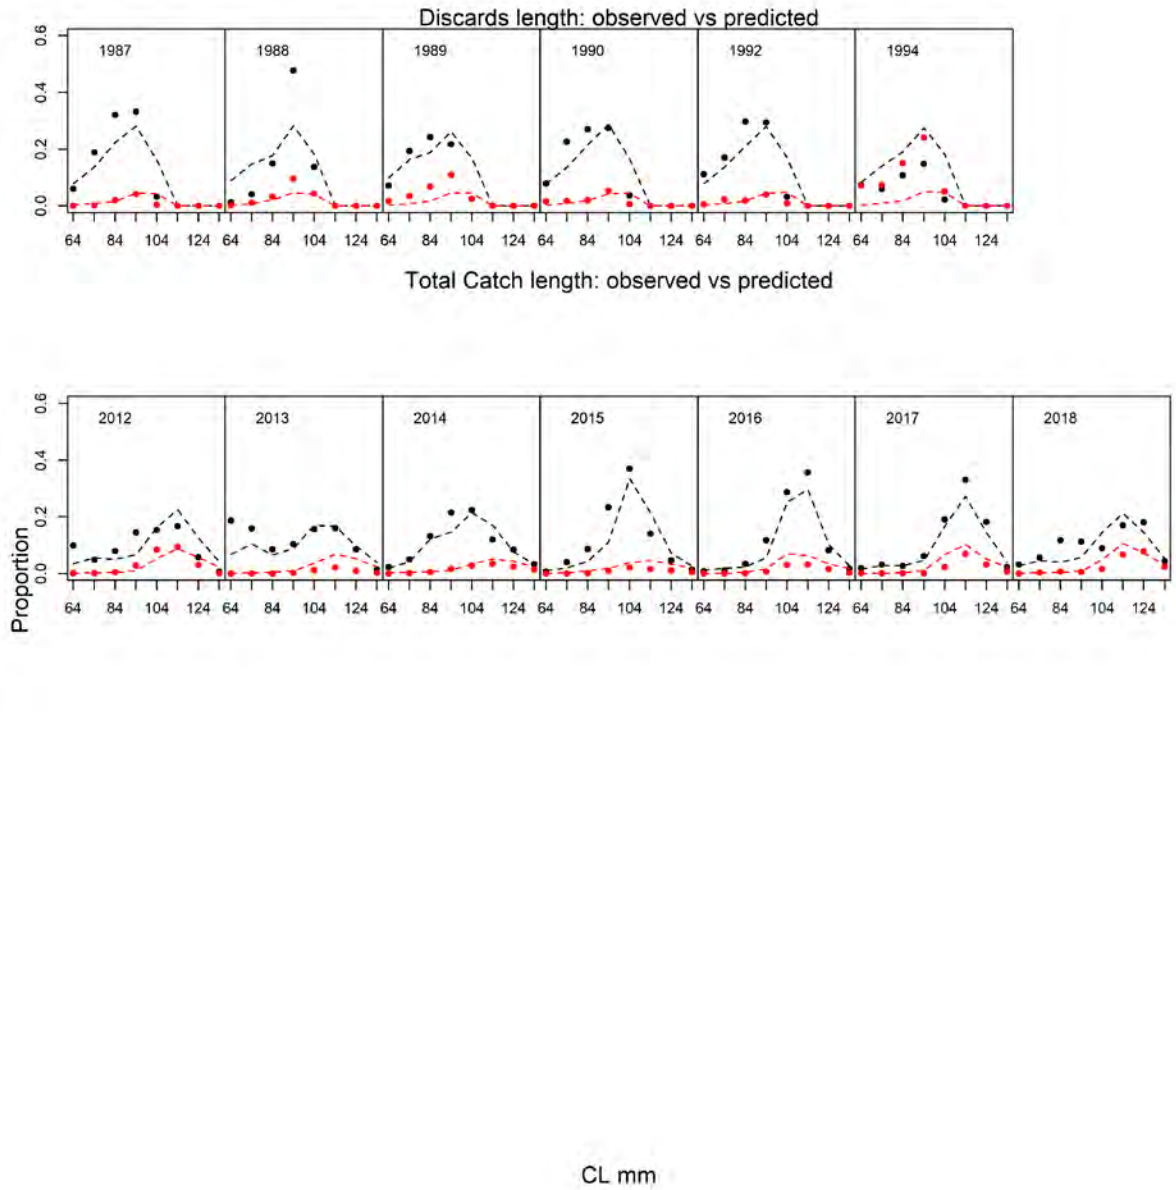 Discards length: observed vs predicted
1987 1988 1989 1990 1992 1994
0.6
0.4
0.2
0.0
64 84 104 124 64 84 104 124 64 84 104 124 64 84 104 124 64 84 104 124 64 84 104 124
Total Catch length: observed vs predicted
2012 2013 2014 2015 2016 2017 2018
0.6
0.4
0.2
0.0
64 84 104 124 64 84 104 124 64 84 104 124 64 84 104 124 64 84 104 124 64 84 104 124 64 84 104 124
Proportion
CL mm